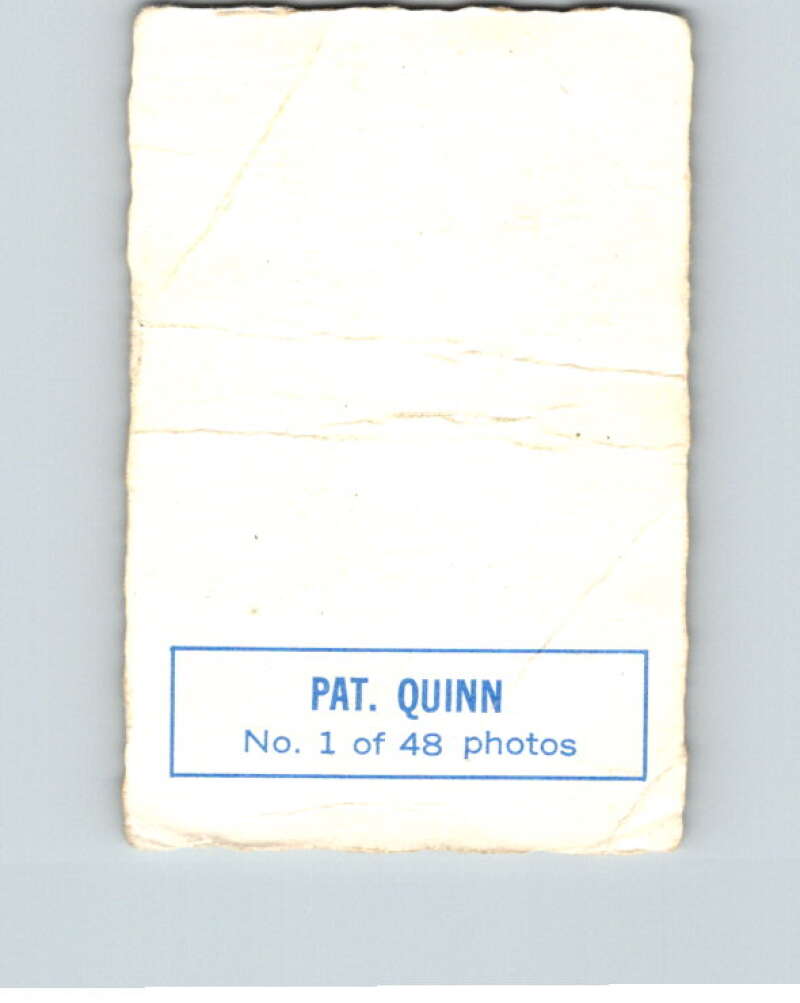 PAT. QUINN
No. 1 of 48 photos